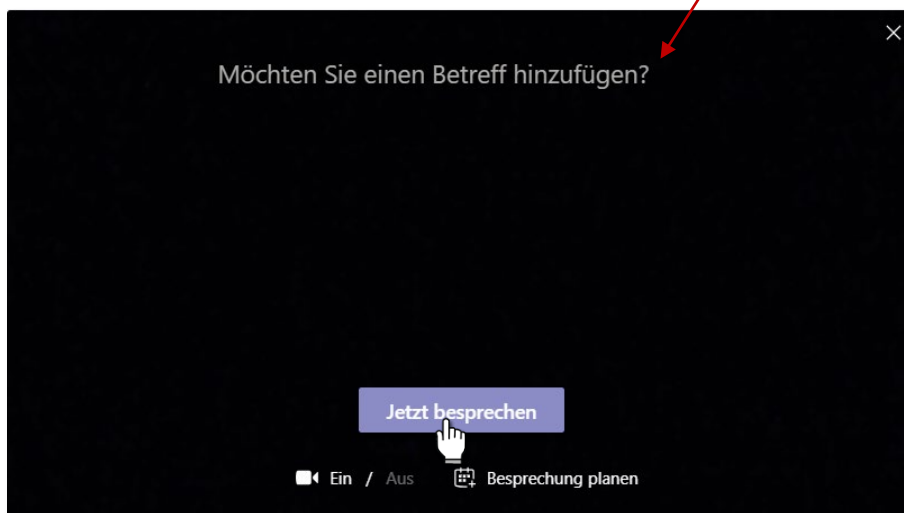 Möchten Sie einen Betreff hinzufügen?
Jetzt besprechen
Ein / Aus Besprechung planen